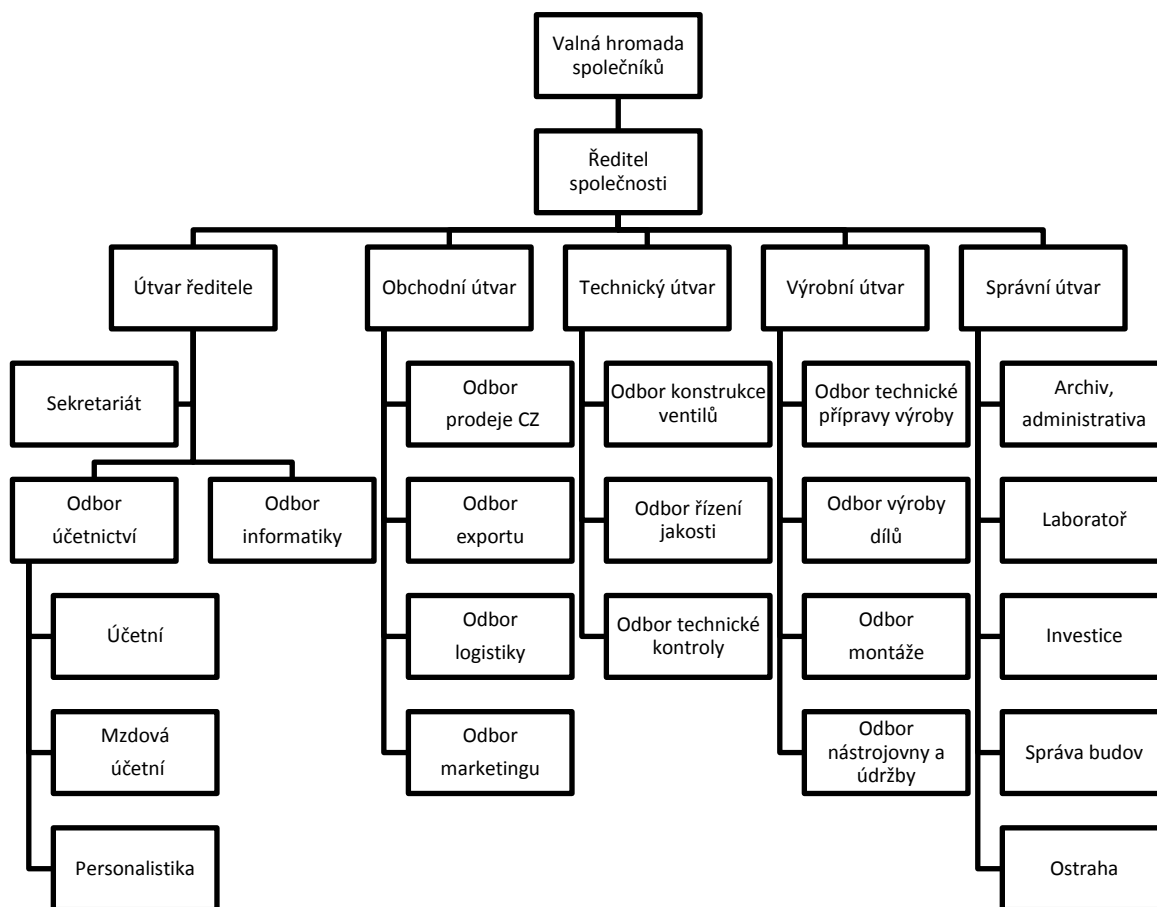 Valná hromada
společníků
Ředitel
společnosti
Útvar ředitele
Obchodní útvar
Technický útvar
Výrobní útvar
Správní útvar
Sekretariát
Odbor
účetnictví
Odbor
informatiky
Účetní
Mzdová
účetní
Personalistika
Odbor
prodeje CZ
Odbor
exportu
Odbor
logistiky
Odbor
marketingu
Odbor konstrukce
ventilů
Odbor řízení
jakosti
Odbor technické
kontroly
Odbor technické
přípravy výroby
Odbor výroby
dílů
Odbor
montáže
Odbor
nástrojovny a
údržby
Archiv,
administrativa
Laboratoř
Investice
Správa budov
Ostraha